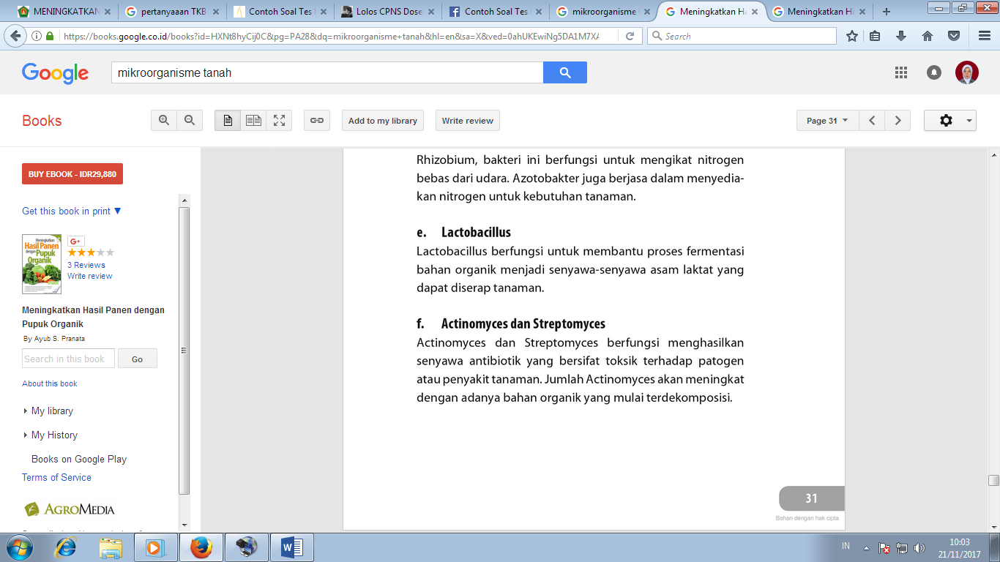 MENINGKATKAN
pertanyaaan TKB
Contoh Soal Tes
Lolos CPNS Dose
Contoh Soal Tes
mikroorganisme
Meningkatkan Ha
Meningkatkan Ha
https://books.google.co.id/books?id=HXNt8hyCij0C&pg=PA28&dq=mikroorganisme+tanah&hl=en&sa=X&ved=0ahUKEwiNg5DA1M7XA
Search
Google
mikroorganisme tanah
Books
Add to my library
Write review
Page 31
BUY EBOOK - IDR29,880
Get this book in print ▼
Meningkatkan
Hasil Panen
dengan
Pupuk
Organik
G+
3 Reviews
Write review
Meningkatkan Hasil Panen dengan
Pupuk Organik
By Ayub S. Pranata
Search in this book
Go
About this book
My library
My History
Books on Google Play
Terms of Service
AGROMEDIA
Rhizobium, bakteri ini berfungsi untuk mengikat nitrogen
bebas dari udara. Azotobakter juga berjasa dalam menyedia-
kan nitrogen untuk kebutuhan tanaman.
e. Lactobacillus
Lactobacillus berfungsi untuk membantu proses fermentasi
bahan organik menjadi senyawa-senyawa asam laktat yang
dapat diserap tanaman.
f. Actinomyces dan Streptomyces
Actinomyces dan Streptomyces berfungsi menghasilkan
senyawa antibiotik yang bersifat toksik terhadap patogen
atau penyakit tanaman. Jumlah Actinomyces akan meningkat
dengan adanya bahan organik yang mulai terdekomposisi.
31
Bahan dengan hak cipta
IN
10:03
21/11/2017